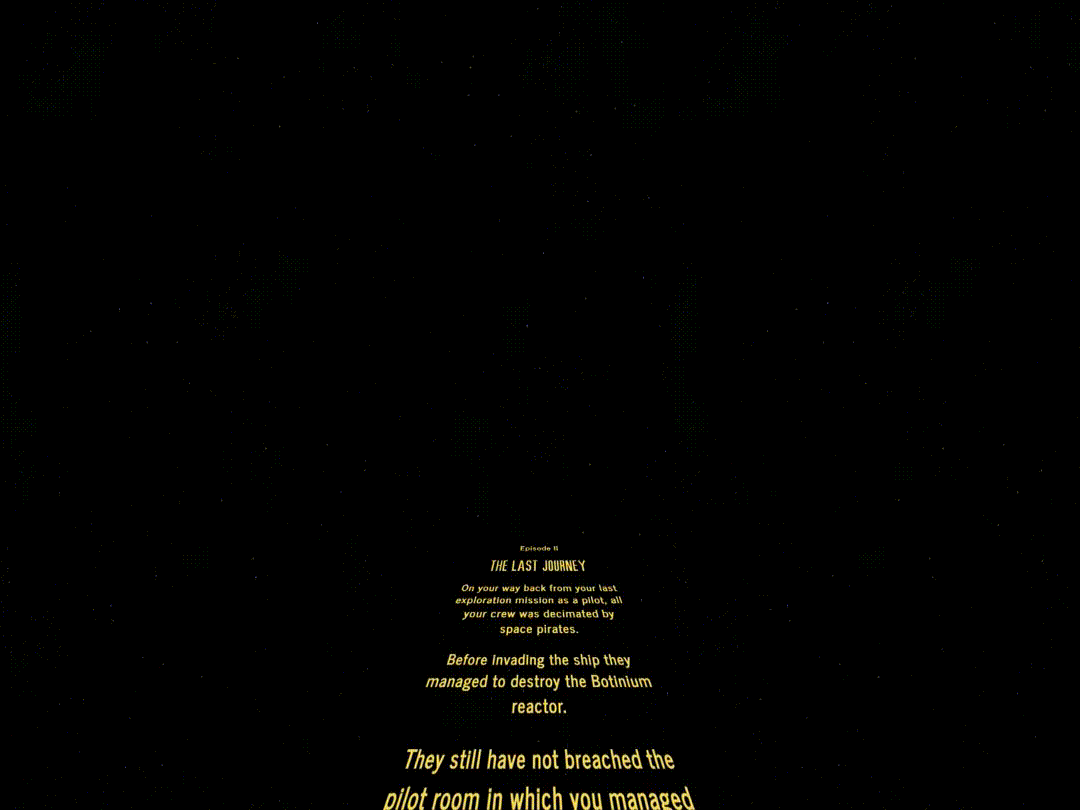 Episode II
THE LAST JOURNEY
On your way back from your last
exploration mission as a pilot, all
your crew was decimated by
space pirates.
Before invading the ship they
managed to destroy the Botinium
reactor.
They still have not breached the
pilot room in which you managed